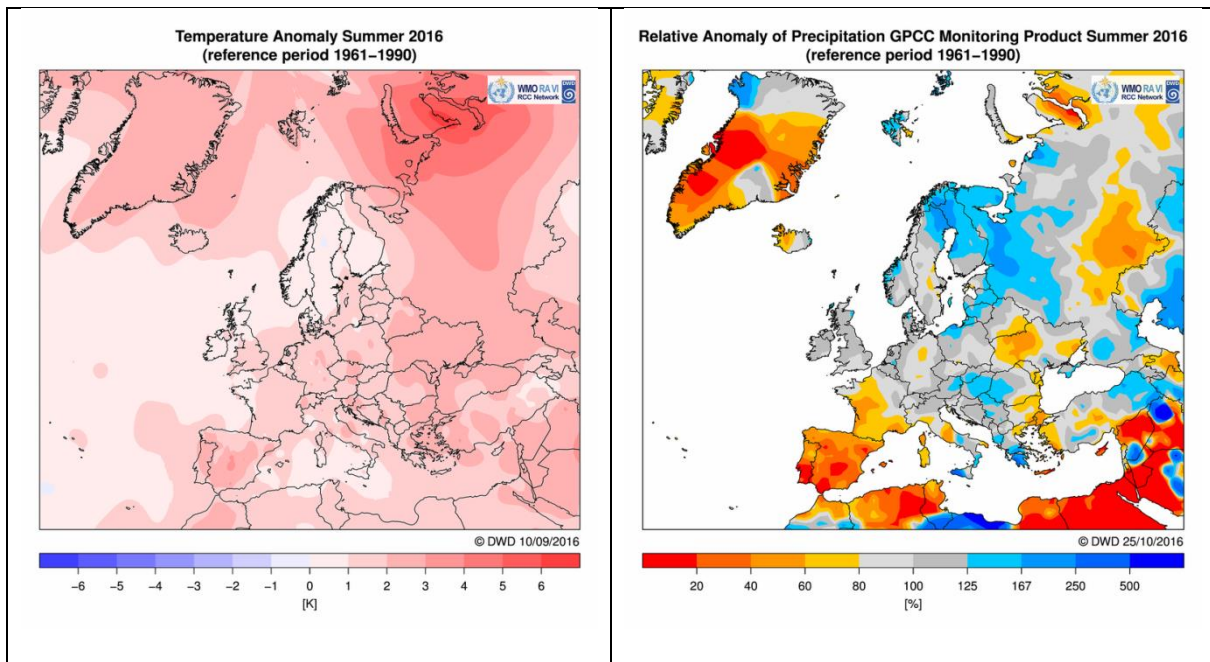 Temperature Anomaly Summer 2016
(reference period 1961−1990)
WMO RA VI
RCC Network
DWD
© DWD 10/09/2016
−6 −5 −4 −3 −2 −1 0 1 2 3 4 5 6
[K]
Relative Anomaly of Precipitation GPCC Monitoring Product Summer 2016
(reference period 1961−1990)
WMO RA VI
RCC Network
DWD
© DWD 25/10/2016
20 40 60 80 100 125 167 250 500
[%]